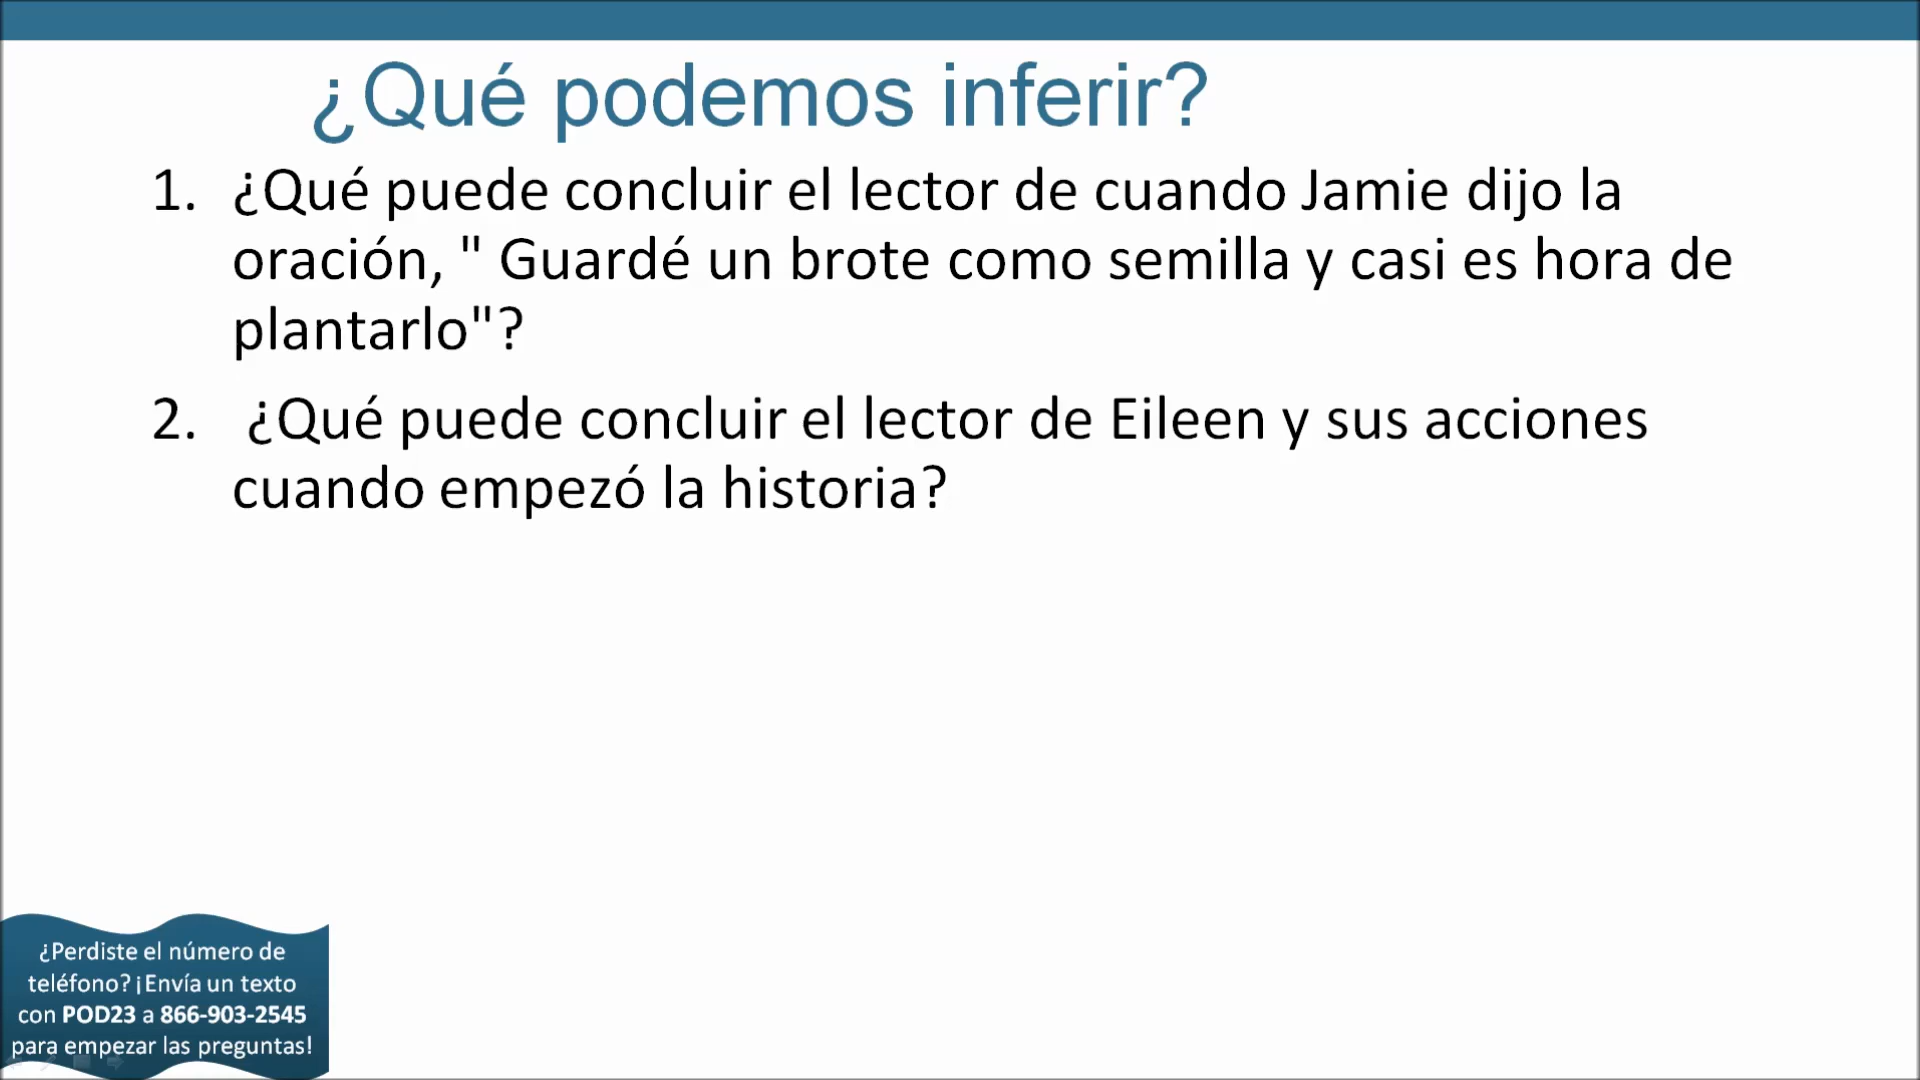 ¿Qué podemos inferir?
1. ¿Qué puede concluir el lector de cuando Jamie dijo la
oración, " Guardé un brote como semilla y casi es hora de
plantarlo"?
2. ¿Qué puede concluir el lector de Eileen y sus acciones
cuando empezó la historia?
¿Perdiste el número de
teléfono? ¡Envía un texto
con POD23 a 866-903-2545
para empezar las preguntas!